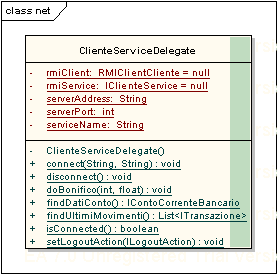 class net
ClienteServiceDelegate
- rmiClient: RMIClientCliente = null
- rmiService: IClienteService = null
- serverAddress: String
- serverPort: int
- serviceName: String
- ClienteServiceDelegate()
+ connect(String, String) : void
+ disconnect() : void
+ doBonifico(int, float) : void
+ findDatiConto() : IContoCorrenteBancario
+ findUltimiMovimenti() : List<ITransazione>
+ isConnected() : boolean
+ setLogoutAction(ILogoutAction) : void